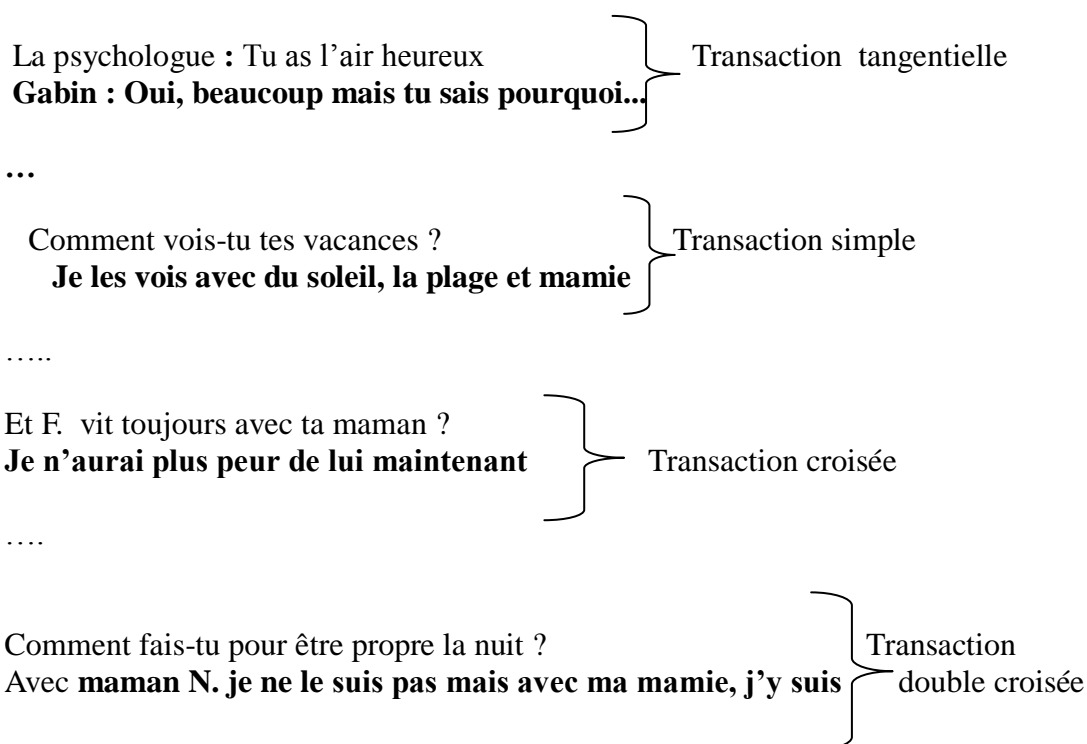 La psychologue : Tu as l’air heureux Transaction tangentielle
Gabin : Oui, beaucoup mais tu sais pourquoi...
…
Comment vois-tu tes vacances ? Transaction simple
Je les vois avec du soleil, la plage et mamie
…..
Et F. vit toujours avec ta maman ?
Je n’aurai plus peur de lui maintenant Transaction croisée
….
Comment fais-tu pour être propre la nuit ? Transaction
Avec maman N. je ne le suis pas mais avec ma mamie, j’y suis double croisée